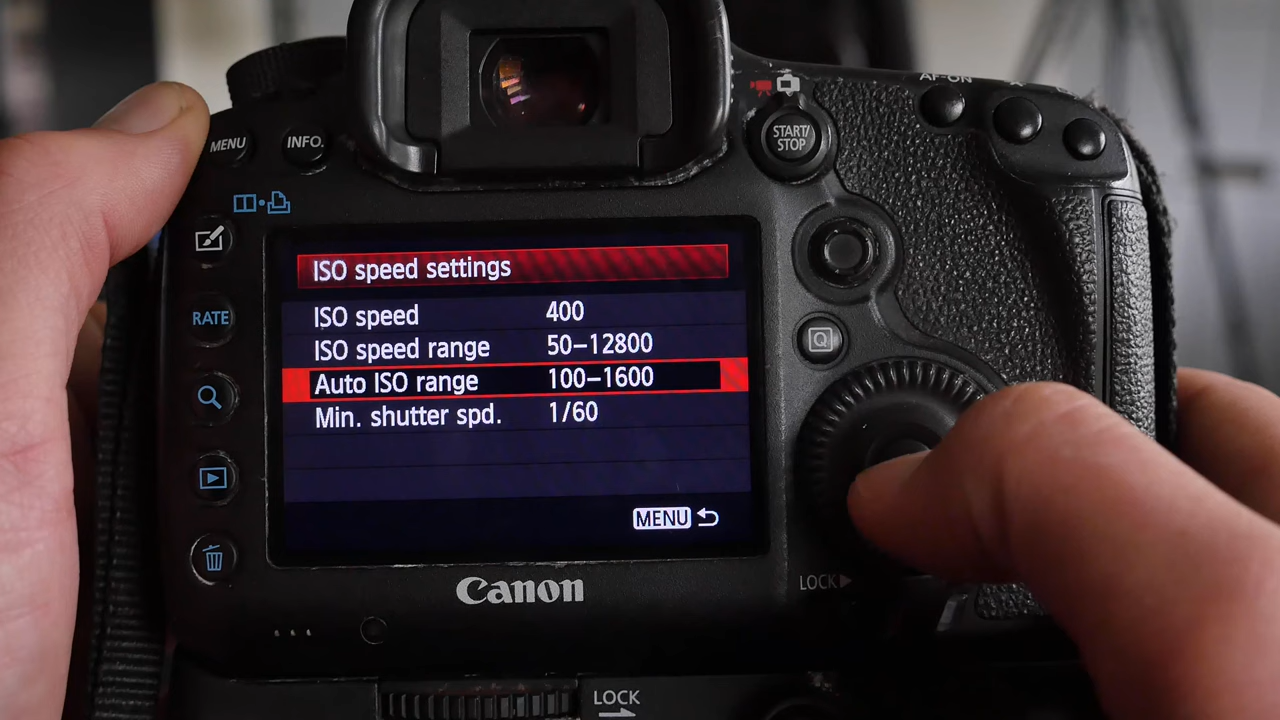 AF-ON
MENU
INFO.
START/
STOP
ISO speed settings
ISO speed 400
RATE
ISO speed range 50–12800
Q
Auto ISO range 100–1600
Min. shutter spd. 1/60
MENU
Canon
LOCK
LOCK